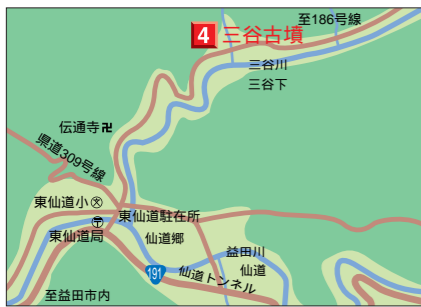 4 三谷古墳
至186号線
三谷川
三谷下
伝通寺卍
県道309号線
東仙道小㊛
〒
東仙道駐在所
東仙道局
仙道郷
益田川
仙道
191
仙道トンネル
至益田市内